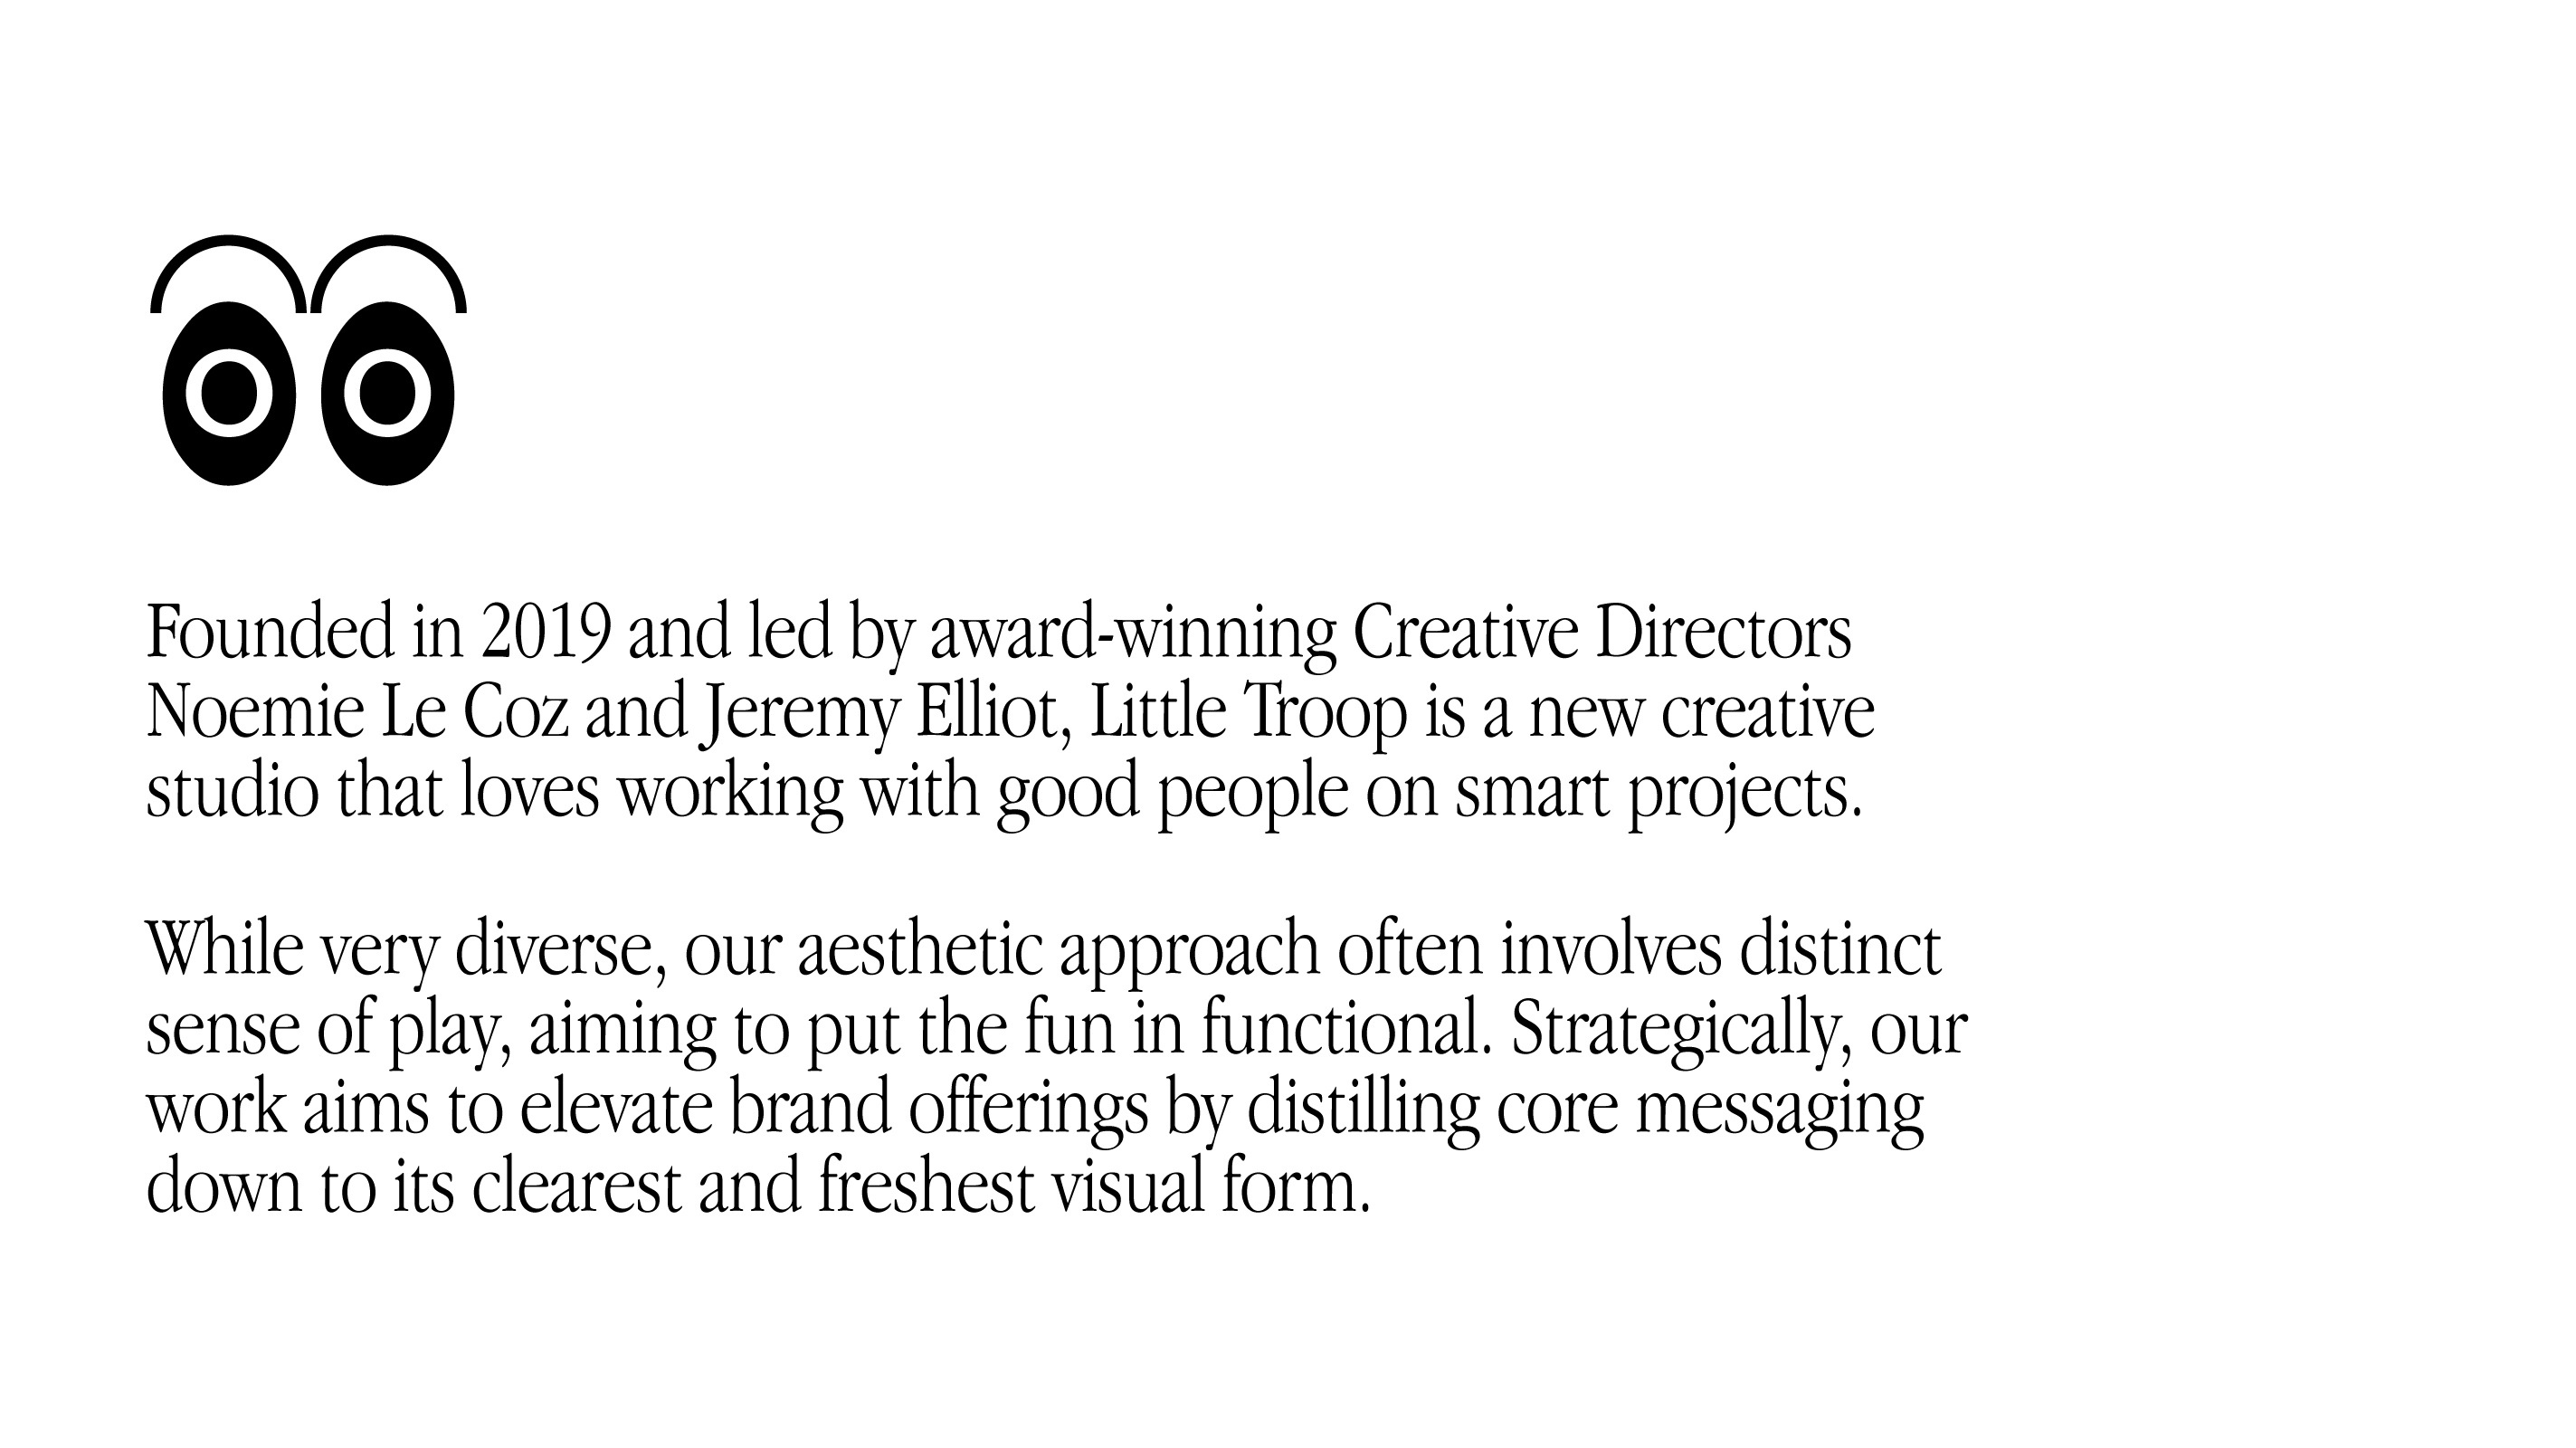 Founded in 2019 and led by award-winning Creative Directors
Noemie Le Coz and Jeremy Elliot, Little Troop is a new creative
studio that loves working with good people on smart projects.
While very diverse, our aesthetic approach often involves distinct
sense of play, aiming to put the fun in functional. Strategically, our
work aims to elevate brand offerings by distilling core messaging
down to its clearest and freshest visual form.